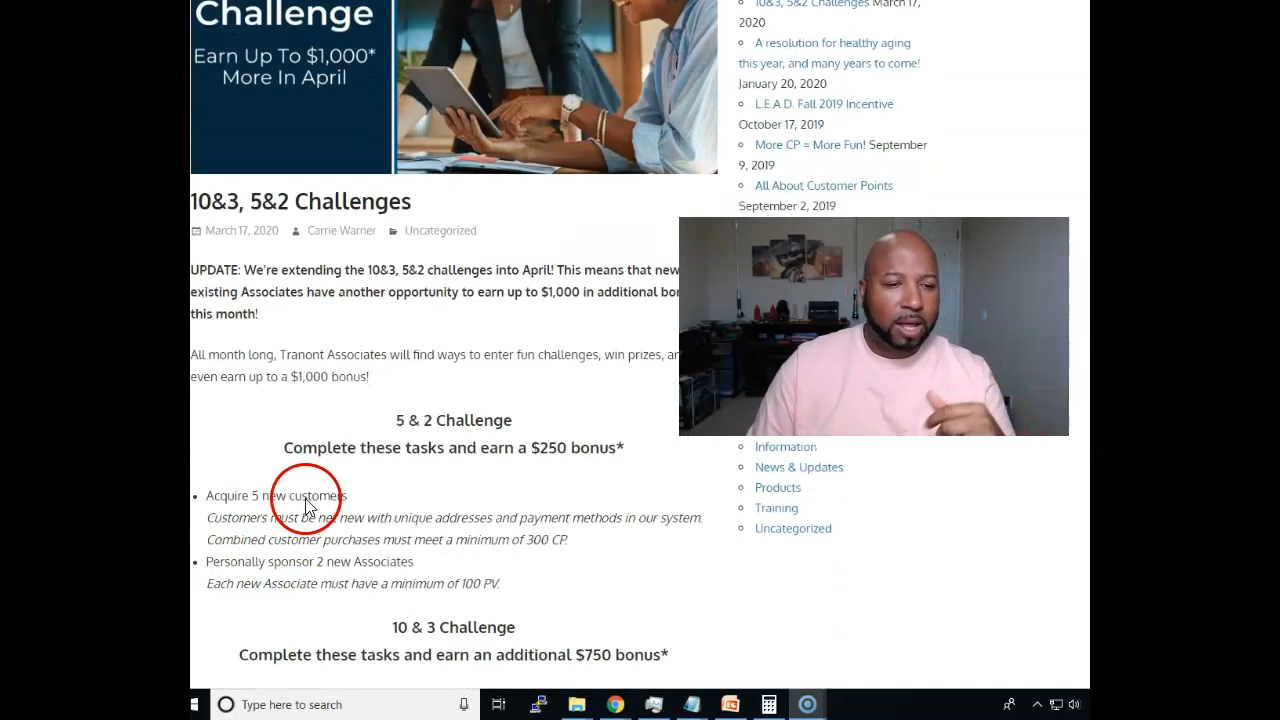 Challenge
Earn Up To $1,000*
More In April
10&3, 5&2 Challenges
March 17, 2020 Carrie Warner Uncategorized
UPDATE: We're extending the 10&3, 5&2 challenges into April! This means that new
existing Associates have another opportunity to earn up to $1,000 in additional
this month!
All month long, Tranont Associates will find ways to enter fun challenges, win prizes,
even earn up to a $1,000 bonus!
5 & 2 Challenge
Complete these tasks and earn a $250 bonus*
Acquire 5 new customers
Customers must be net new with unique addresses and payment methods in our system.
Combined customer purchases must meet a minimum of 300 CP.
Personally sponsor 2 new Associates
Each new Associate must have a minimum of 100 PV.
10 & 3 Challenge
Complete these tasks and earn an additional $750 bonus*
10&3, 5&2 Challenges March 17,
2020
A resolution for healthy aging
this year, and many years to come!
January 20, 2020
L.E.A.D. Fall 2019 Incentive
October 17, 2019
More CP = More Fun! September
9, 2019
All About Customer Points
September 2, 2019
Information
News & Updates
Products
Training
Uncategorized
Type here to search